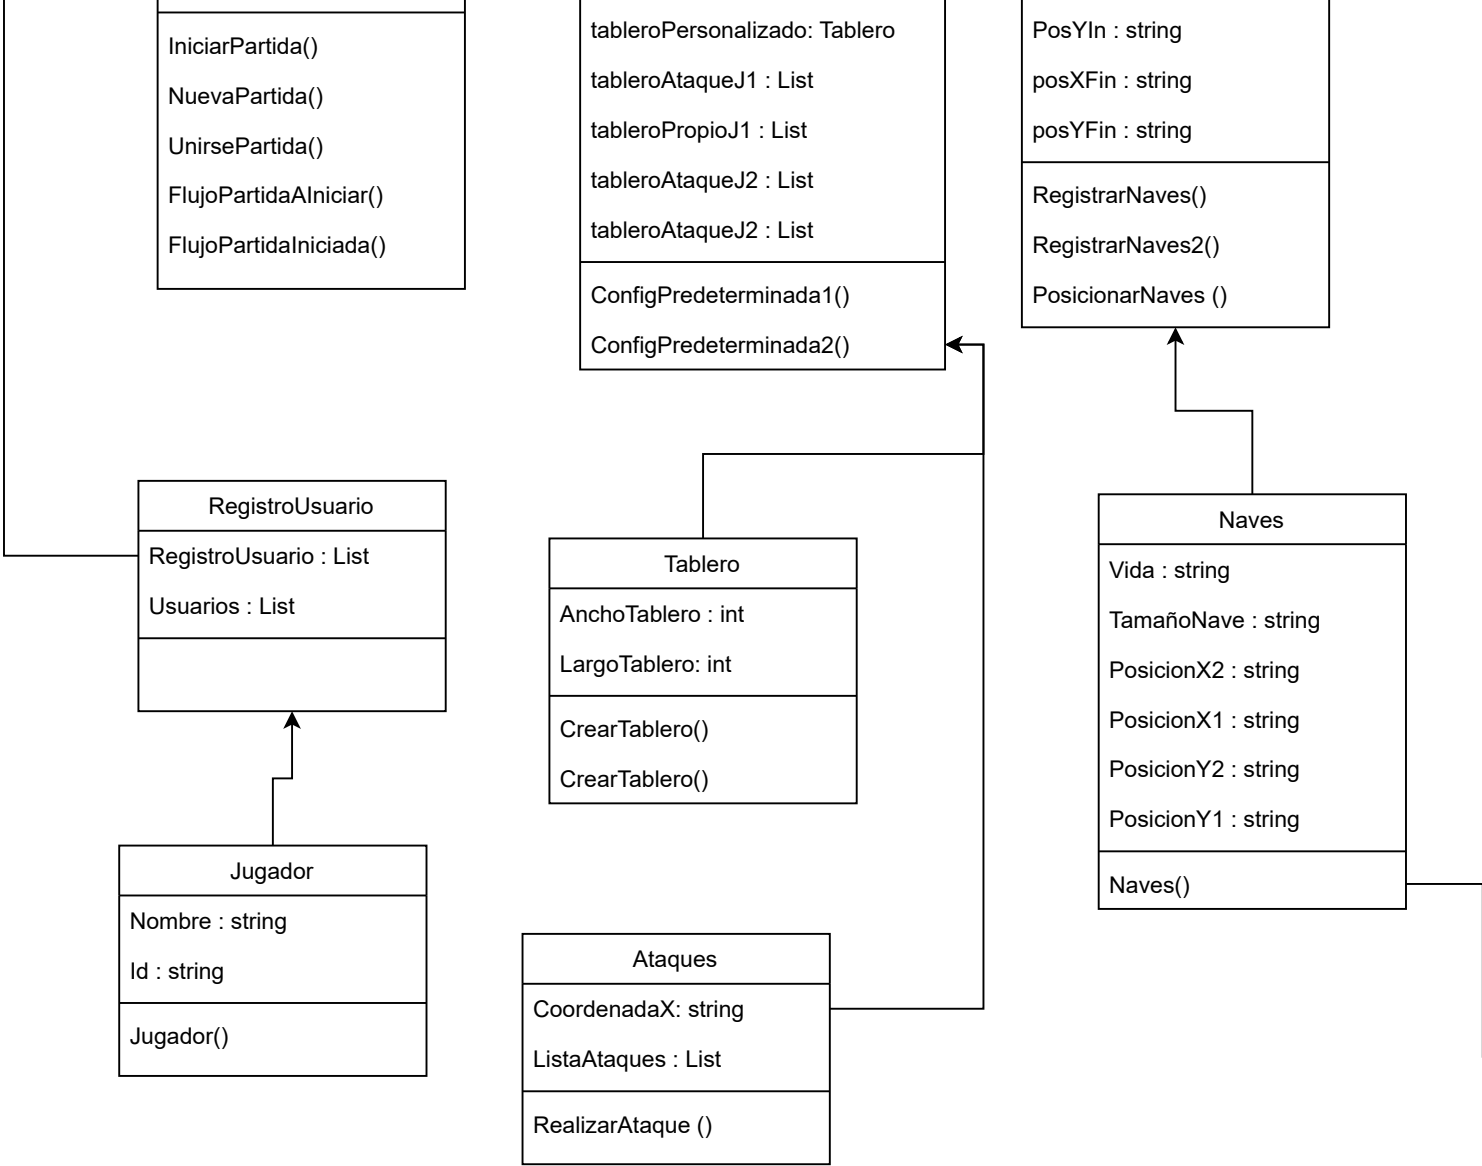 IniciarPartida()
NuevaPartida()
UnirsePartida()
FlujoPartidaAIniciar()
FlujoPartidaIniciada()
tableroPersonalizado: Tablero
tableroAtaqueJ1 : List
tableroPropioJ1 : List
tableroAtaqueJ2 : List
tableroAtaqueJ2 : List
ConfigPredeterminada1()
ConfigPredeterminada2()
PosYIn : string
posXFin : string
posYFin : string
RegistrarNaves()
RegistrarNaves2()
PosicionarNaves ()
RegistroUsuario
RegistroUsuario : List
Usuarios : List
Tablero
AnchoTablero : int
LargoTablero: int
CrearTablero()
CrearTablero()
Naves
Vida : string
TamañoNave : string
PosicionX2 : string
PosicionX1 : string
PosicionY2 : string
PosicionY1 : string
Naves()
Jugador
Nombre : string
Id : string
Jugador()
Ataques
CoordenadaX: string
ListaAtaques : List
RealizarAtaque ()